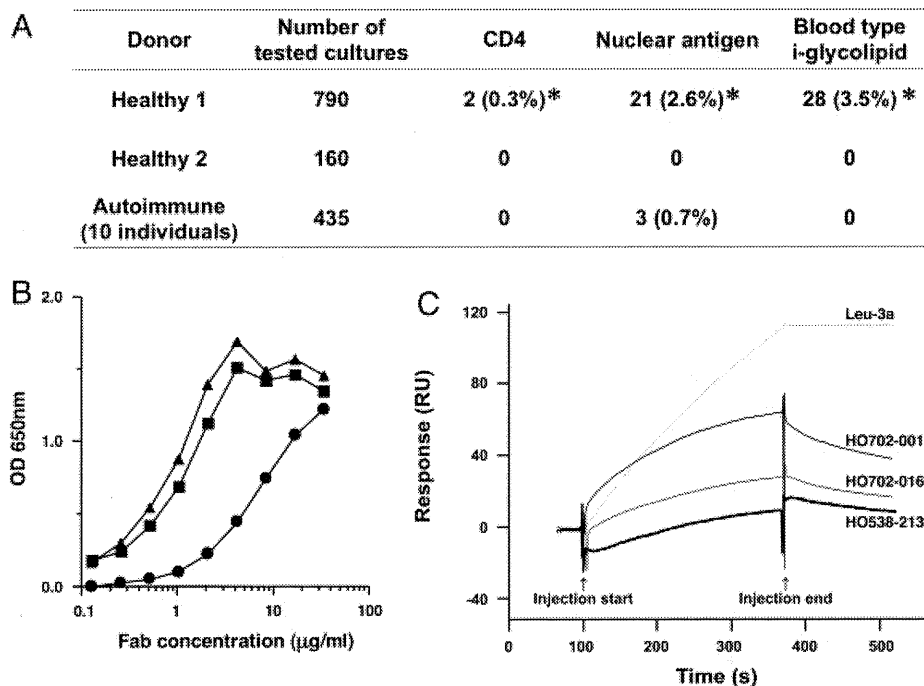 A
Donor Number of tested cultures CD4 Nuclear antigen Blood type i-glycolipid
Healthy 1 790 2 (0.3%)* 21 (2.6%)* 28 (3.5%)*
Healthy 2 160 0 0 0
Autoimmune (10 individuals) 435 0 3 (0.7%) 0
B
OD 650nm
2.0
1.0
0.0
0.1 1 10 100
Fab concentration (μg/ml)
C
Response (RU)
120
80
40
0
-40
Leu-3a
HO702-001
HO702-016
HO538-213
↑ ↑
Injection start Injection end
0 100 200 300 400 500
Time (s)